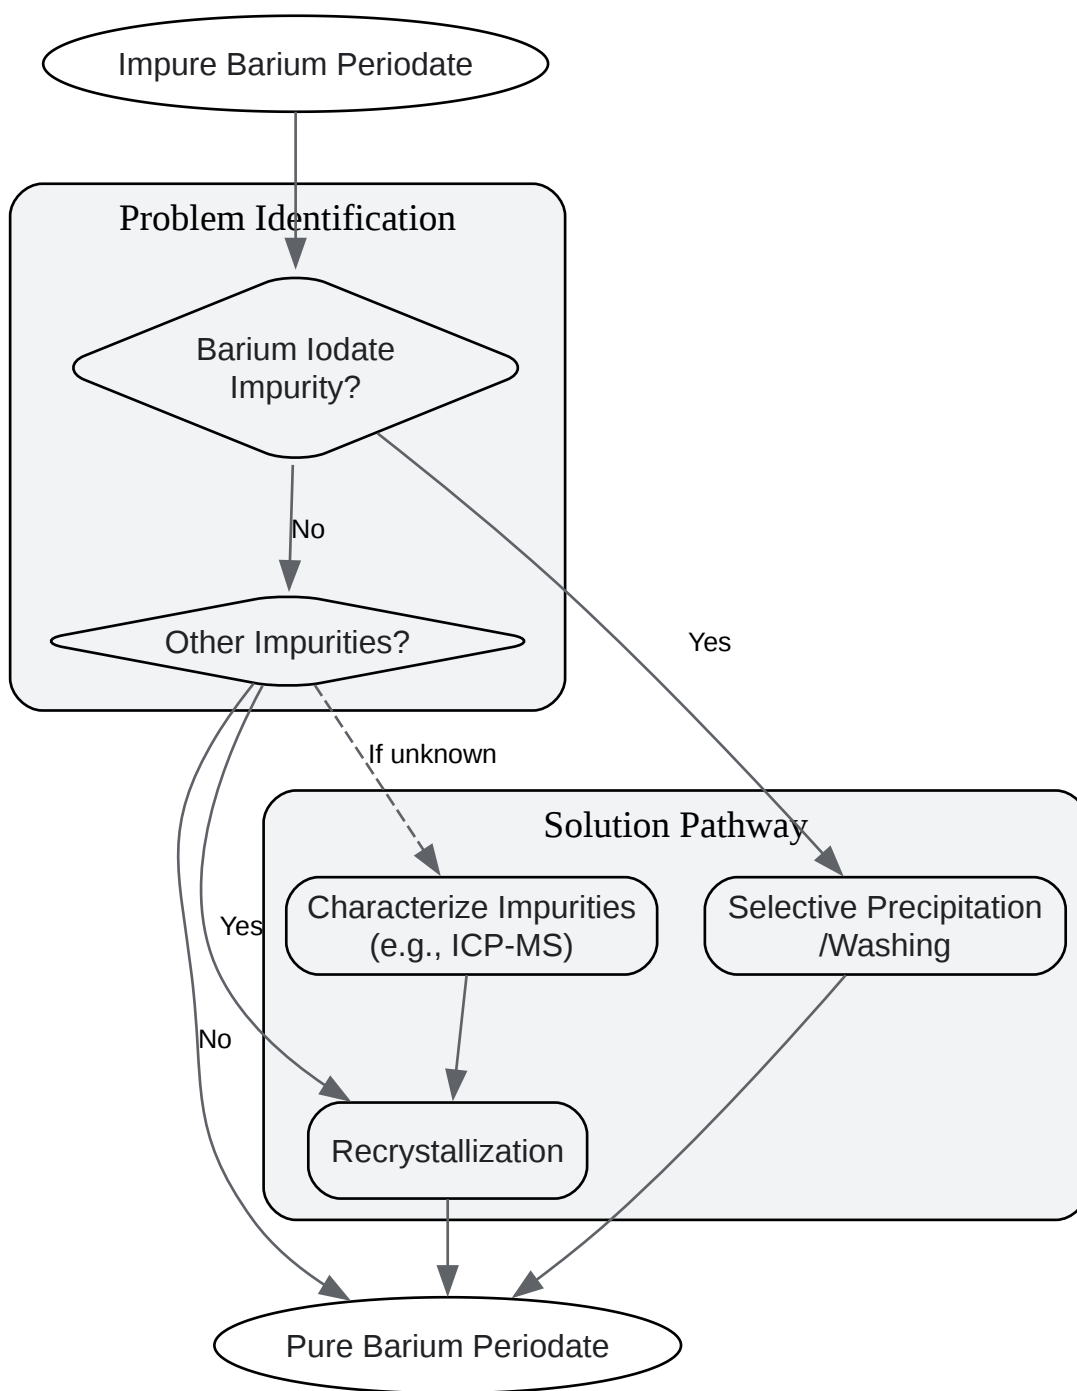 Impure Barium Periodate
Problem Identification
Barium Iodate
Impurity?
No
Other Impurities?
Yes
If unknown
Solution Pathway
Characterize Impurities
(e.g., ICP-MS)
Selective Precipitation
/Washing
Yes
No
Recrystallization
Pure Barium Periodate